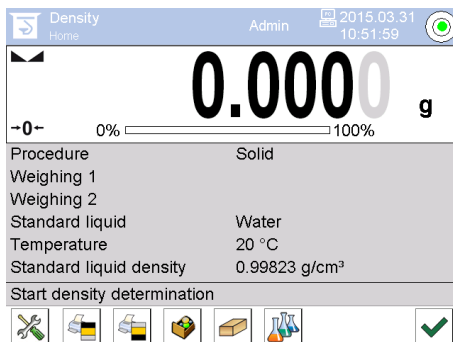 Density Admin 2015.03.31
Home 10:51:59
0.0000 g
→0← 0% 100%
Procedure Solid
Weighing 1
Weighing 2
Standard liquid Water
Temperature 20 °C
Standard liquid density 0.99823 g/cm³
Start density determination